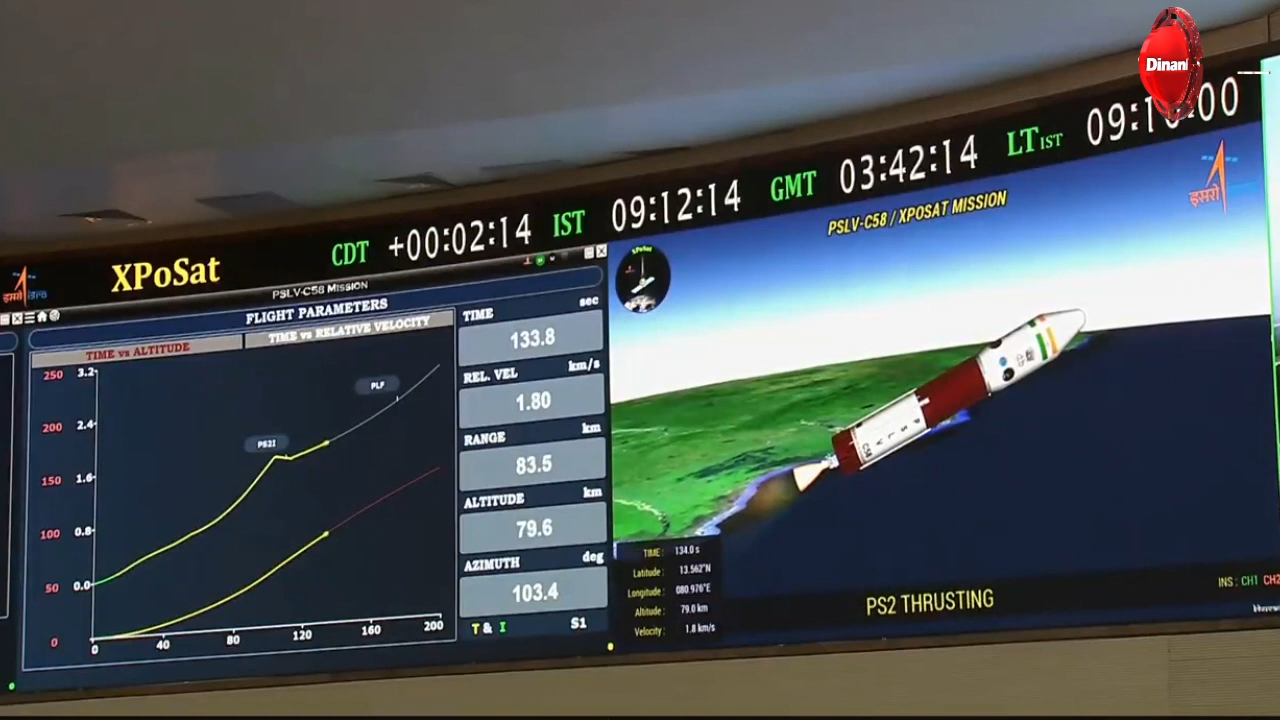 Dinani
CDT +00:02:14 IST 09:12:14 GMT 03:42:14 LT IST
इसरो isro
XPoSat
PSLV-C58 MISSION
FLIGHT PARAMETERS
TIME vs ALTITUDE
TIME vs RELATIVE VELOCITY
250
200
150
100
50
0
3.2
2.4
1.6
0.8
0.0
0 40 80 120 160 200
PS2I
PLF
TIME sec
133.8
REL. VEL km/s
1.80
RANGE km
83.5
ALTITUDE km
79.6
AZIMUTH deg
103.4
T & I S1
PSLV-C58 / XPOSAT MISSION
XPoSat
इसरो
PSLV
C58
TIME : 134.0 s
Latitude : 13.562°N
Longitude : 080.976°E
Altitude : 79.0 km
Velocity : 1.8 km/s
PS2 THRUSTING
INS : CH1 CH2